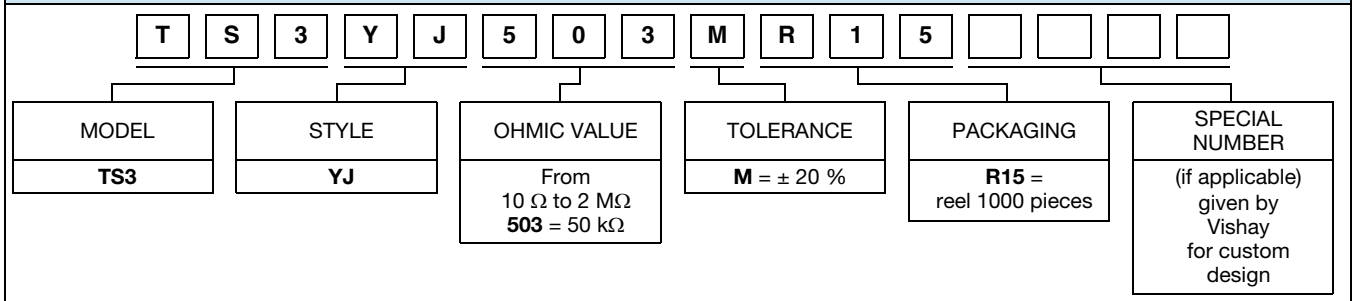 T S 3 Y J 5 0 3 M R 1 5
MODEL
TS3
STYLE
YJ
OHMIC VALUE
From
10 Ω to 2 MΩ
503 = 50 kΩ
TOLERANCE
M = ± 20 %
PACKAGING
R15 =
reel 1000 pieces
SPECIAL
NUMBER
(if applicable)
given by
Vishay
for custom
design